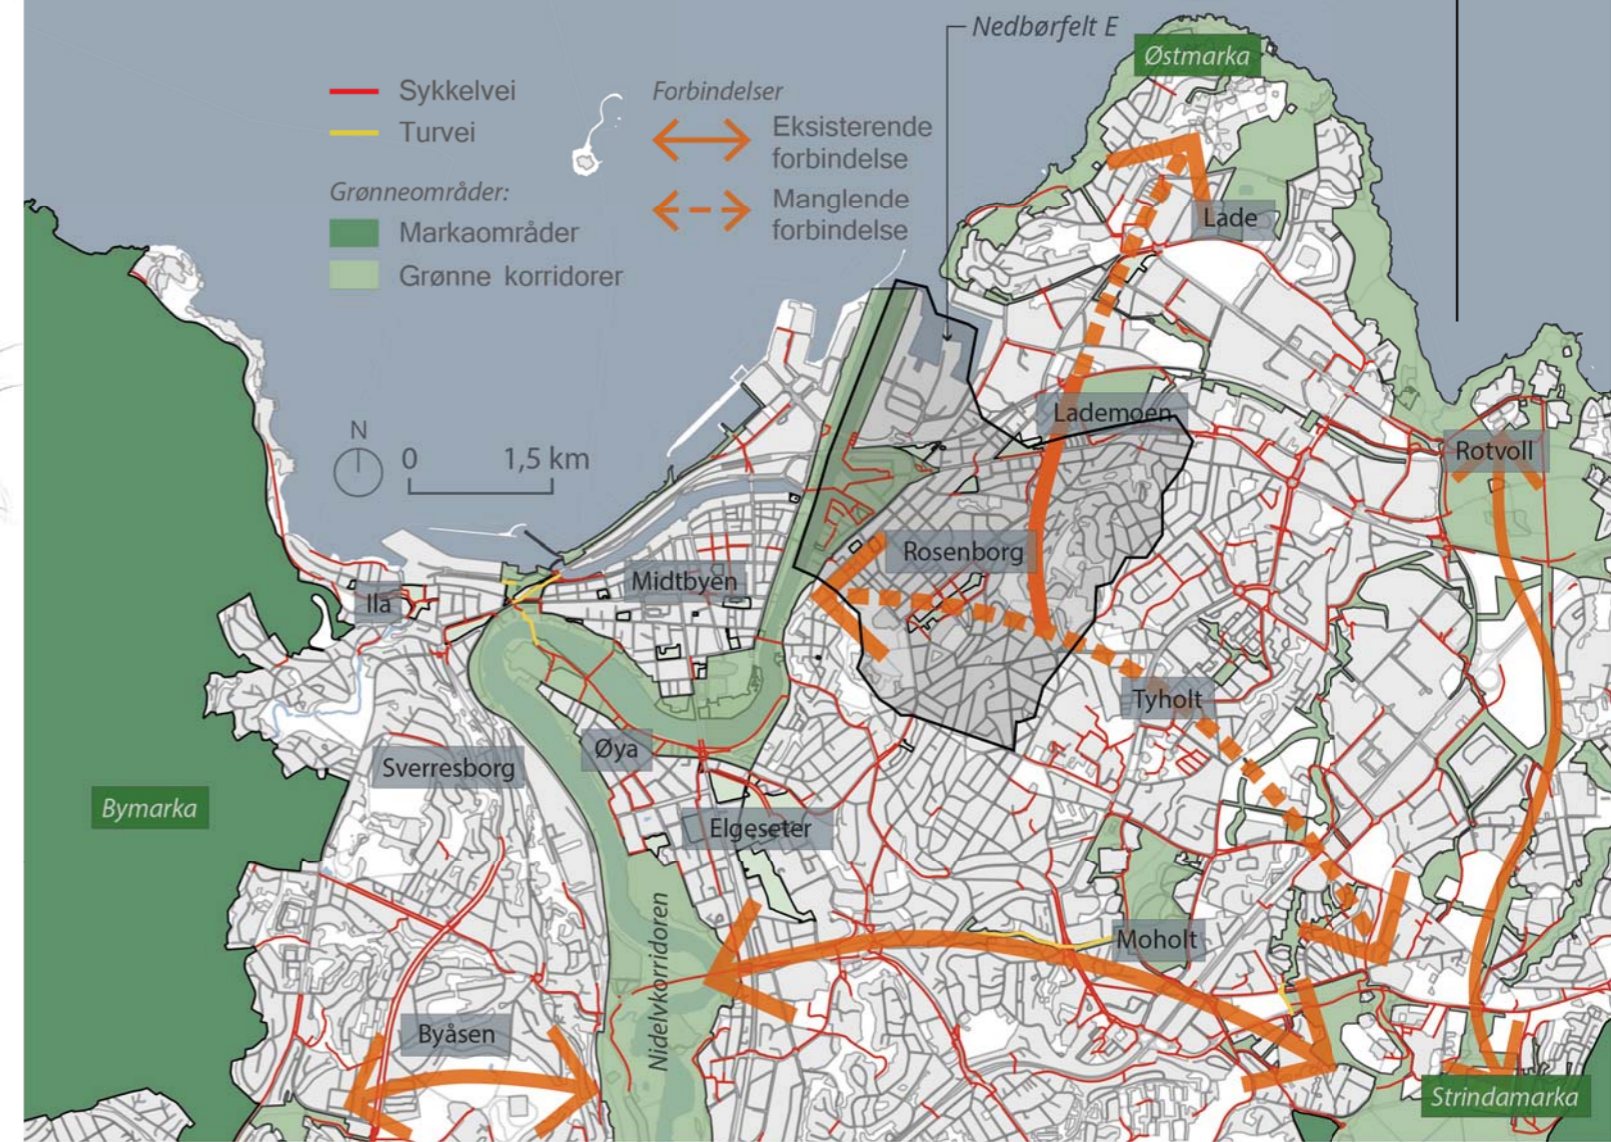 Nedbørfelt E
Østmarka
Sykkelvei
Turvei
Grønneområder:
Markaområder
Grønne korridorer
Forbindelser
Eksisterende
forbindelse
Manglende
forbindelse
Lade
Lademoen
Rotvoll
N
0 1,5 km
Rosenborg
Midtbyen
Ila
Tyholt
Øya
Sverresborg
Bymarka
Elgeseter
Nidelvkorridoren
Moholt
Byåsen
Strindamarka